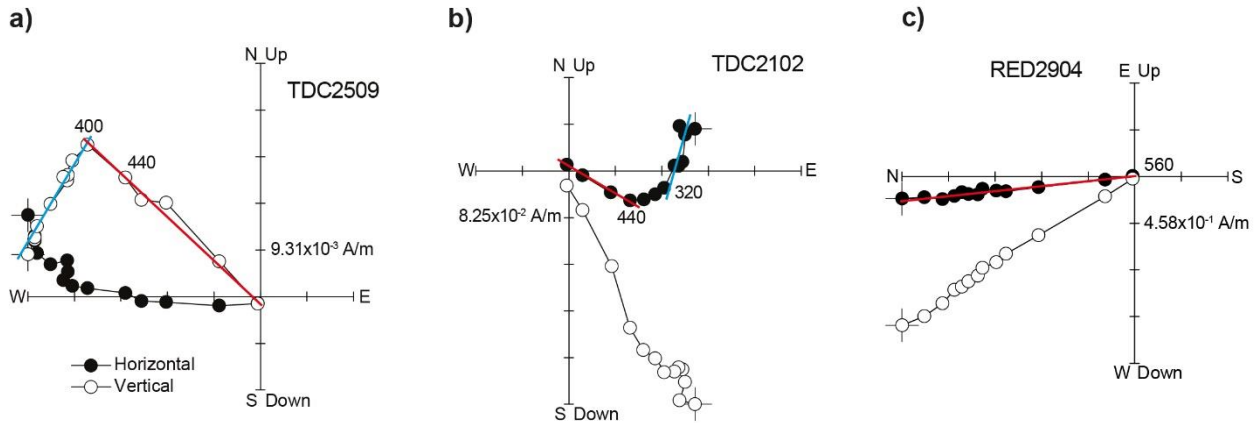 a)
N Up
TDC2509
400
440
9.31x10⁻³ A/m
W
E
Horizontal
Vertical
S Down
b)
N Up
TDC2102
W
E
320
440
8.25x10⁻² A/m
S Down
c)
E Up
RED2904
560
N
S
4.58x10⁻¹ A/m
W Down